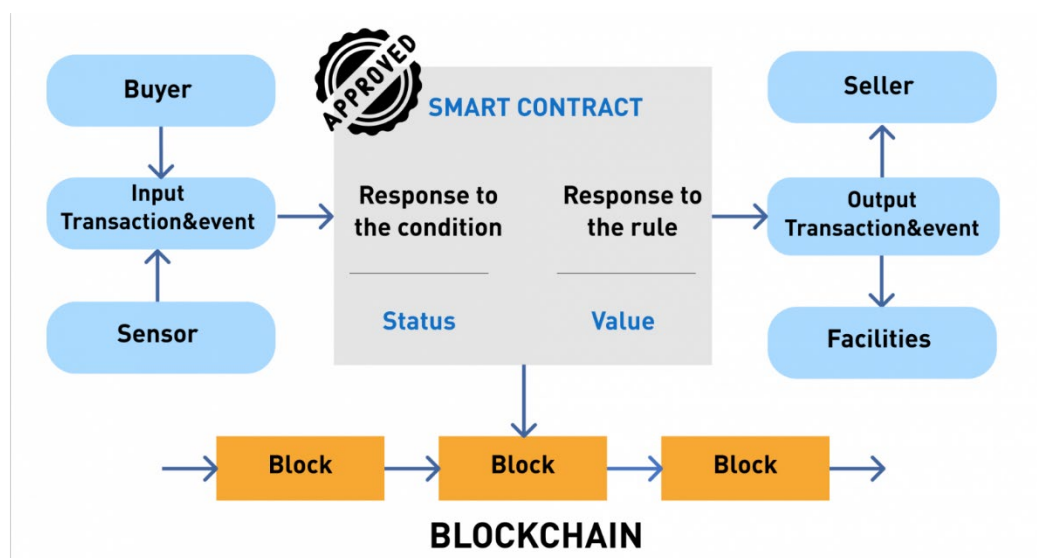 Buyer
Input
Transaction&event
Sensor
APPROVED
SMART CONTRACT
Response to
the condition
Status
Response to
the rule
Value
Seller
Output
Transaction&event
Facilities
Block
Block
Block
BLOCKCHAIN